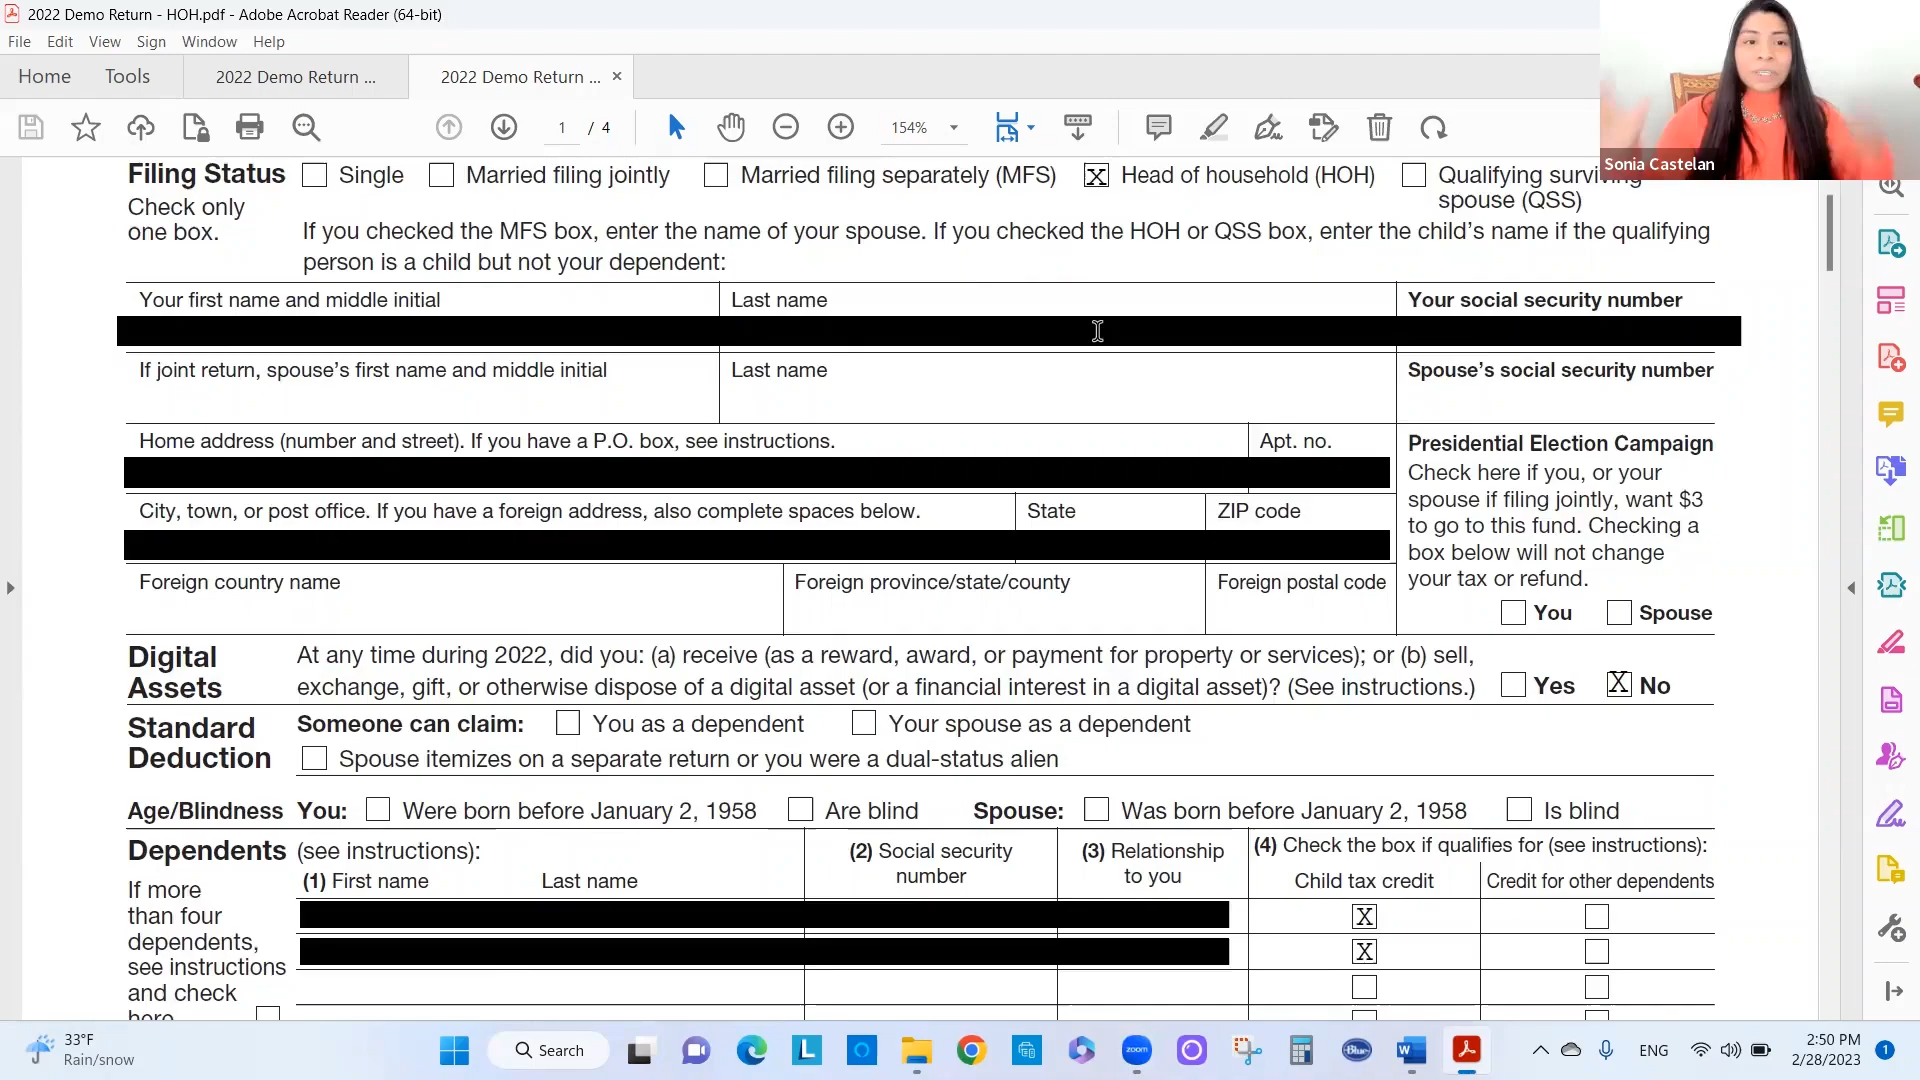 2022 Demo Return - HOH.pdf - Adobe Acrobat Reader (64-bit)
File Edit View Sign Window Help
Home Tools 2022 Demo Return ... 2022 Demo Return ... ×
1 / 4 154%
Sonia Castelan
Filing Status Single Married filing jointly Married filing separately (MFS) X Head of household (HOH) Qualifying surviving
spouse (QSS)
Check only
one box.
If you checked the MFS box, enter the name of your spouse. If you checked the HOH or QSS box, enter the child's name if the qualifying
person is a child but not your dependent:
Your first name and middle initial Last name Your social security number
If joint return, spouse's first name and middle initial Last name Spouse's social security number
Home address (number and street). If you have a P.O. box, see instructions. Apt. no.
City, town, or post office. If you have a foreign address, also complete spaces below. State ZIP code
Foreign country name Foreign province/state/county Foreign postal code
Presidential Election Campaign
Check here if you, or your
spouse if filing jointly, want $3
to go to this fund. Checking a
box below will not change
your tax or refund.
You Spouse
Digital
Assets
At any time during 2022, did you: (a) receive (as a reward, award, or payment for property or services); or (b) sell,
exchange, gift, or otherwise dispose of a digital asset (or a financial interest in a digital asset)? (See instructions.) Yes X No
Standard
Deduction
Someone can claim: You as a dependent Your spouse as a dependent
Spouse itemizes on a separate return or you were a dual-status alien
Age/Blindness You: Were born before January 2, 1958 Are blind Spouse: Was born before January 2, 1958 Is blind
Dependents (see instructions):
(1) First name Last name
(2) Social security
number
(3) Relationship
to you
(4) Check the box if qualifies for (see instructions):
Child tax credit Credit for other dependents
X
X
If more
than four
dependents,
see instructions
and check
here
33°F
Rain/snow
Search
L
zoom
Blue
W
ENG
2:50 PM
2/28/2023
1